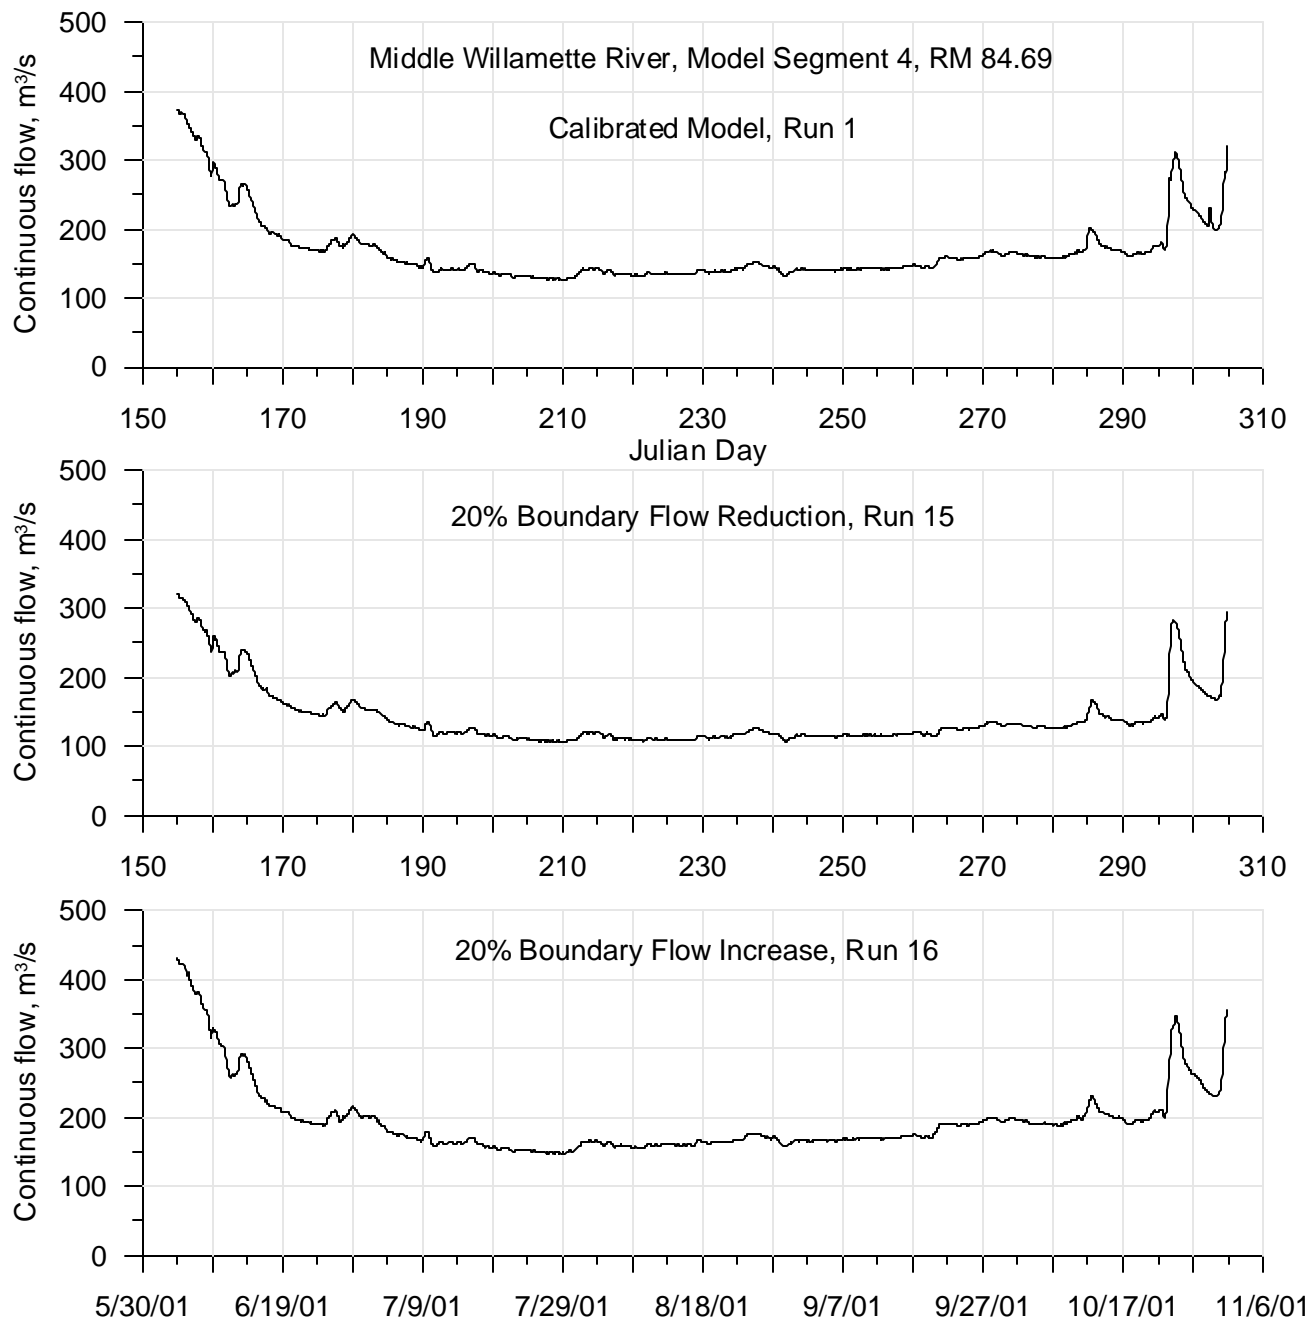 500
Middle Willamette River, Model Segment 4, RM 84.69
400
Calibrated Model, Run 1
300
200
100
0
Continuous flow, m³/s
150 170 190 210 230 250 270 290 310
Julian Day
500
20% Boundary Flow Reduction, Run 15
400
300
200
100
0
Continuous flow, m³/s
150 170 190 210 230 250 270 290 310
500
20% Boundary Flow Increase, Run 16
400
300
200
100
0
Continuous flow, m³/s
5/30/01 6/19/01 7/9/01 7/29/01 8/18/01 9/7/01 9/27/01 10/17/01 11/6/01